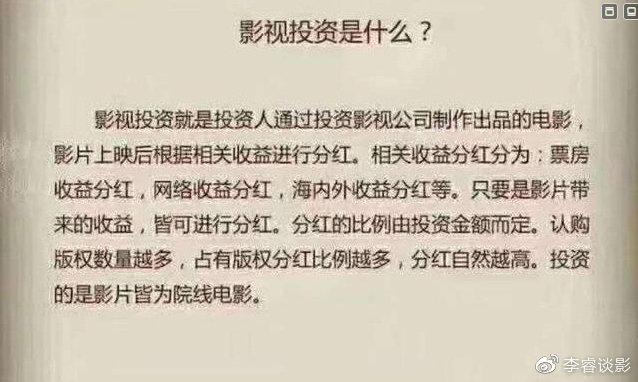 影视投资是什么？
影视投资就是投资人通过投资影视公司制作出品的电影，
影片上映后根据相关收益进行分红。相关收益分红分为：票房
收益分红，网络收益分红，海内外收益分红等。只要是影片带
来的收益，皆可进行分红。分红的比例由投资金额而定。认购
版权数量越多，占有版权分红比例越多，分红自然越高。投资
的是影片皆为院线电影。
@李睿谈影